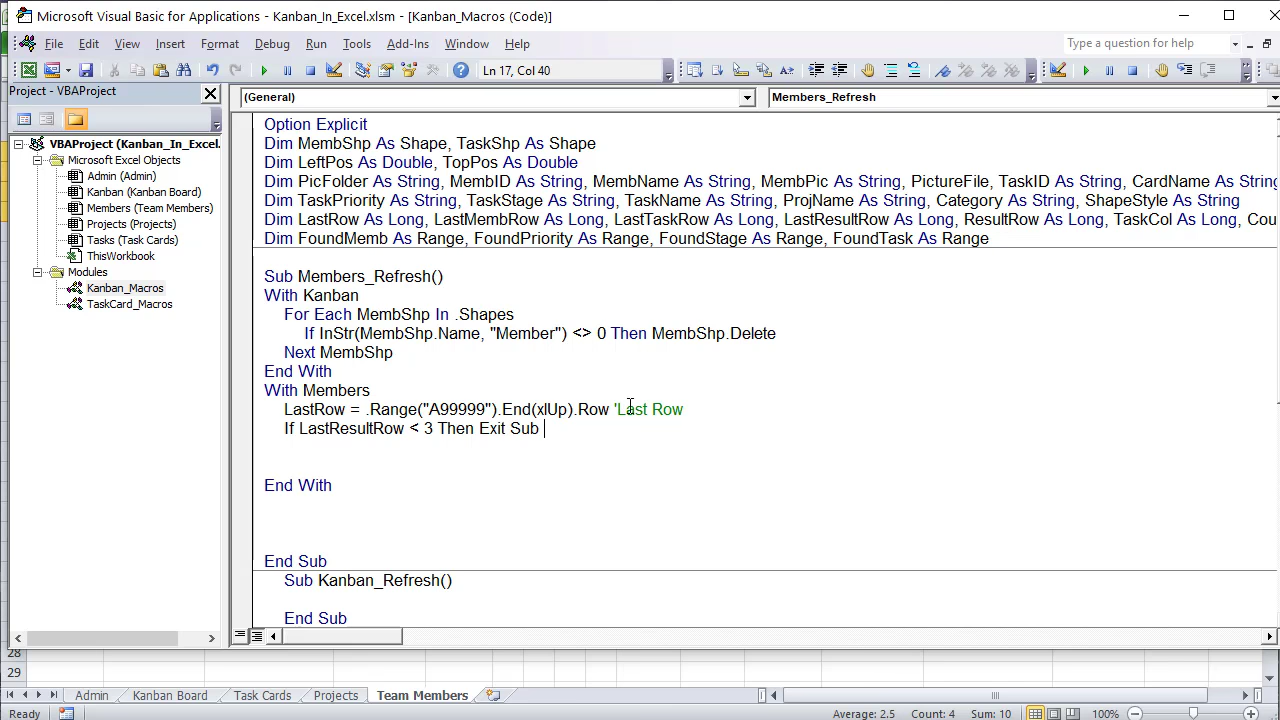 Microsoft Visual Basic for Applications - Kanban_In_Excel.xlsm - [Kanban_Macros (Code)]
File Edit View Insert Format Debug Run Tools Add-Ins Window Help
Type a question for help
Ln 17, Col 40
Project - VBAProject
(General)
Members_Refresh
VBAProject (Kanban_In_Excel.
Microsoft Excel Objects
Admin (Admin)
Kanban (Kanban Board)
Members (Team Members)
Projects (Projects)
Tasks (Task Cards)
ThisWorkbook
Modules
Kanban_Macros
TaskCard_Macros
Option Explicit
Dim MembShp As Shape, TaskShp As Shape
Dim LeftPos As Double, TopPos As Double
Dim PicFolder As String, MembID As String, MembName As String, MembPic As String, PictureFile, TaskID As String, CardName As String
Dim TaskPriority As String, TaskStage As String, TaskName As String, ProjName As String, Category As String, ShapeStyle As String
Dim LastRow As Long, LastMembRow As Long, LastTaskRow As Long, LastResultRow As Long, ResultRow As Long, TaskCol As Long, Cou
Dim FoundMemb As Range, FoundPriority As Range, FoundStage As Range, FoundTask As Range
Sub Members_Refresh()
With Kanban
For Each MembShp In .Shapes
If InStr(MembShp.Name, "Member") <> 0 Then MembShp.Delete
Next MembShp
End With
With Members
LastRow = .Range("A99999").End(xlUp).Row 'Last Row
If LastResultRow < 3 Then Exit Sub
End With
End Sub
Sub Kanban_Refresh()
End Sub
28
29
Admin Kanban Board Task Cards Projects Team Members
Ready
Average: 2.5 Count: 4 Sum: 10
100%